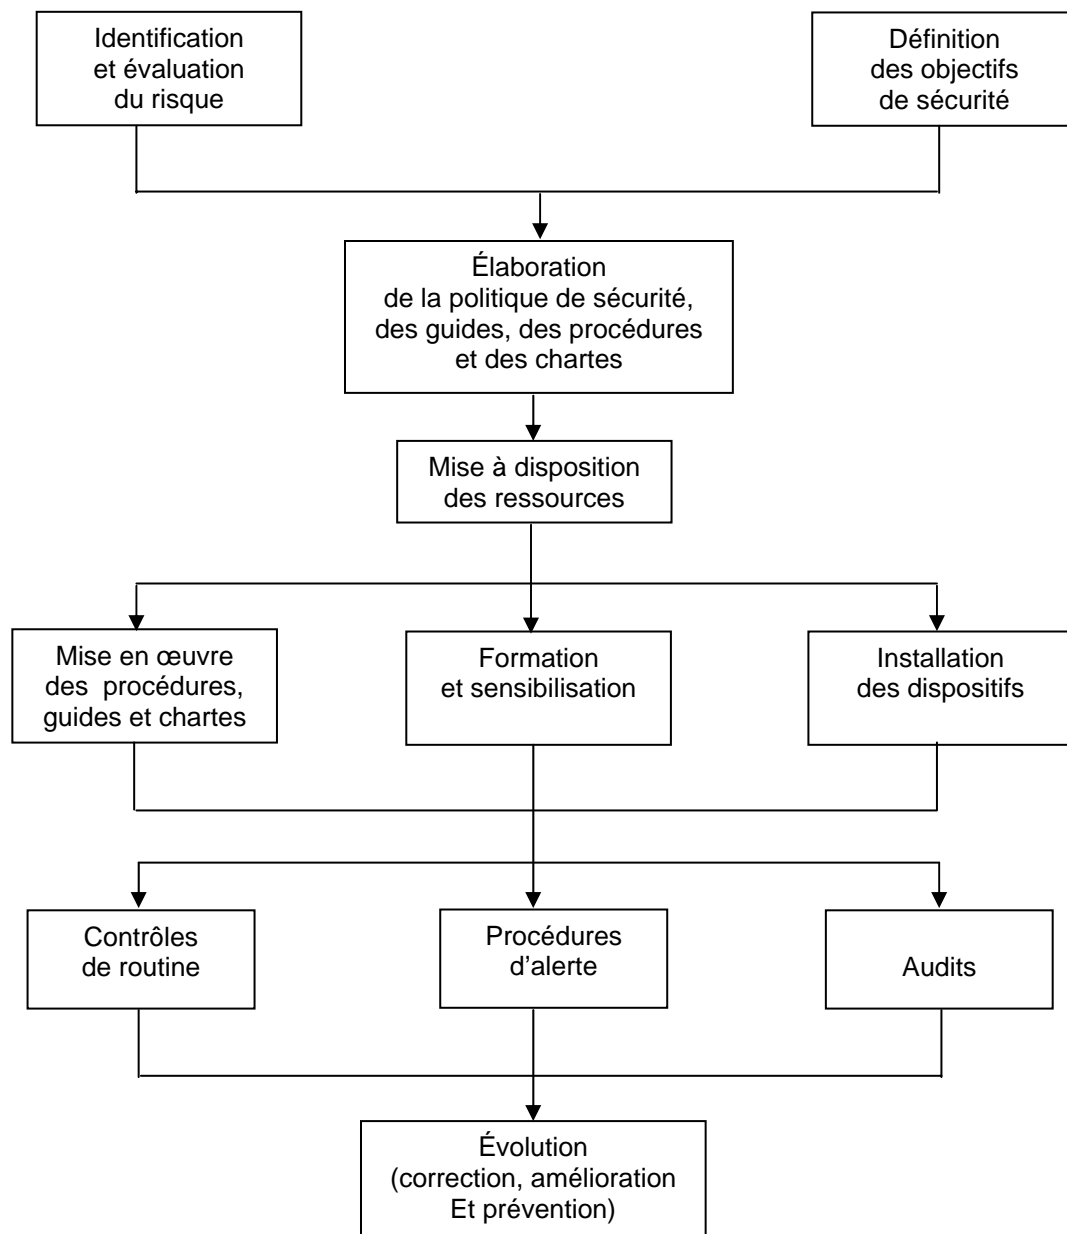 Identification
et évaluation
du risque
Définition
des objectifs
de sécurité
Élaboration
de la politique de sécurité,
des guides, des procédures
et des chartes
Mise à disposition
des ressources
Mise en œuvre
des  procédures,
guides et chartes
Formation
et sensibilisation
Installation
des dispositifs
Contrôles
de routine
Procédures
d’alerte
Audits
Évolution
(correction, amélioration
Et prévention)